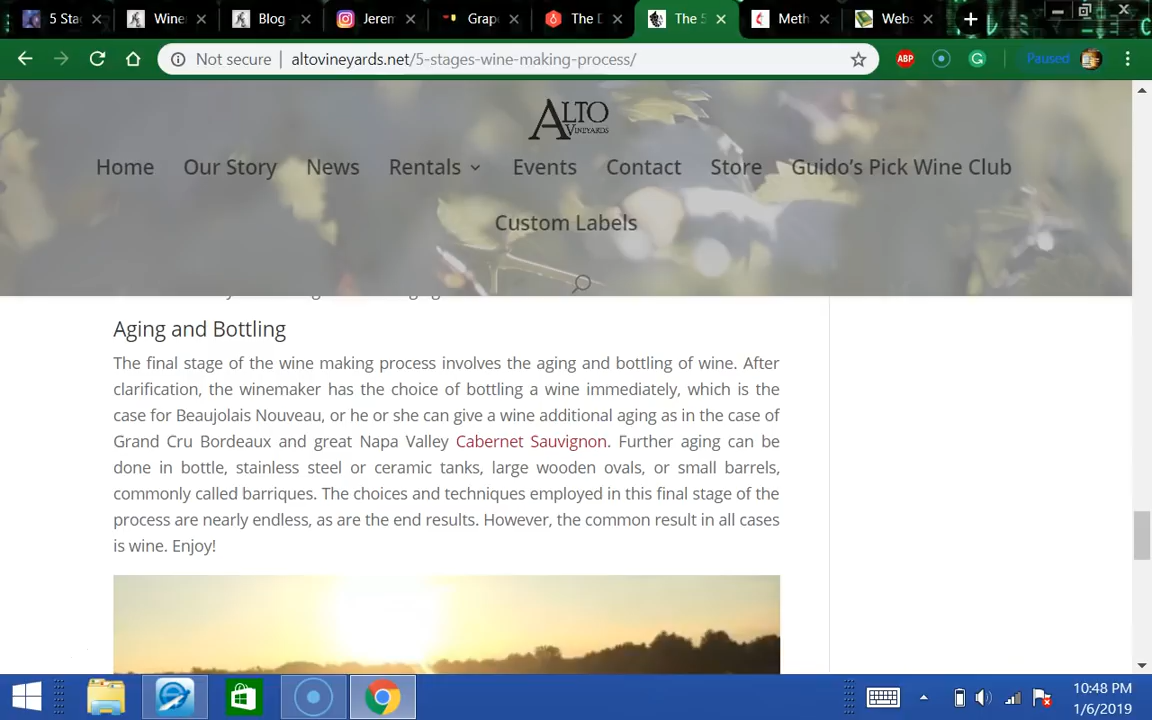 5 Sta
Wine
Blog
Jerem
Grap
The D
The 5
Meth
Webs
Not secure
altovineyards.net/5-stages-wine-making-process/
ABP
Paused
ALTO
VINEYARDS
Home
Our Story
News
Rentals
Events
Contact
Store
Guido's Pick Wine Club
Custom Labels
Aging and Bottling
The final stage of the wine making process involves the aging and bottling of wine. After
clarification, the winemaker has the choice of bottling a wine immediately, which is the
case for Beaujolais Nouveau, or he or she can give a wine additional aging as in the case of
Grand Cru Bordeaux and great Napa Valley Cabernet Sauvignon. Further aging can be
done in bottle, stainless steel or ceramic tanks, large wooden ovals, or small barrels,
commonly called barriques. The choices and techniques employed in this final stage of the
process are nearly endless, as are the end results. However, the common result in all cases
is wine. Enjoy!
10:48 PM
1/6/2019